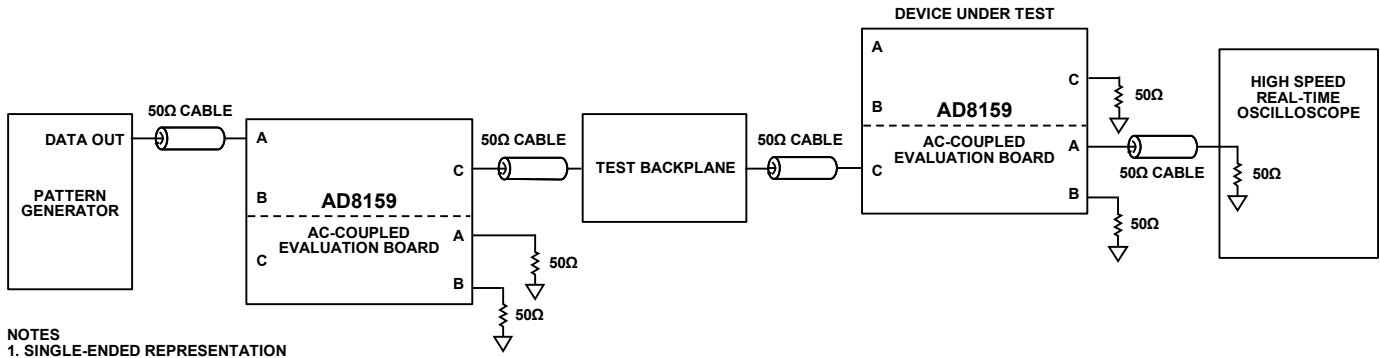 DEVICE UNDER TEST
50Ω CABLE
DATA OUT
PATTERN
GENERATOR
A
B
C
AD8159
AC-COUPLED
EVALUATION BOARD
C
A
B
50Ω
50Ω
50Ω CABLE
TEST BACKPLANE
50Ω CABLE
A
B
C
AD8159
AC-COUPLED
EVALUATION BOARD
C
A
B
50Ω
50Ω
50Ω CABLE
HIGH SPEED
REAL-TIME
OSCILLOSCOPE
50Ω
NOTES
1. SINGLE-ENDED REPRESENTATION